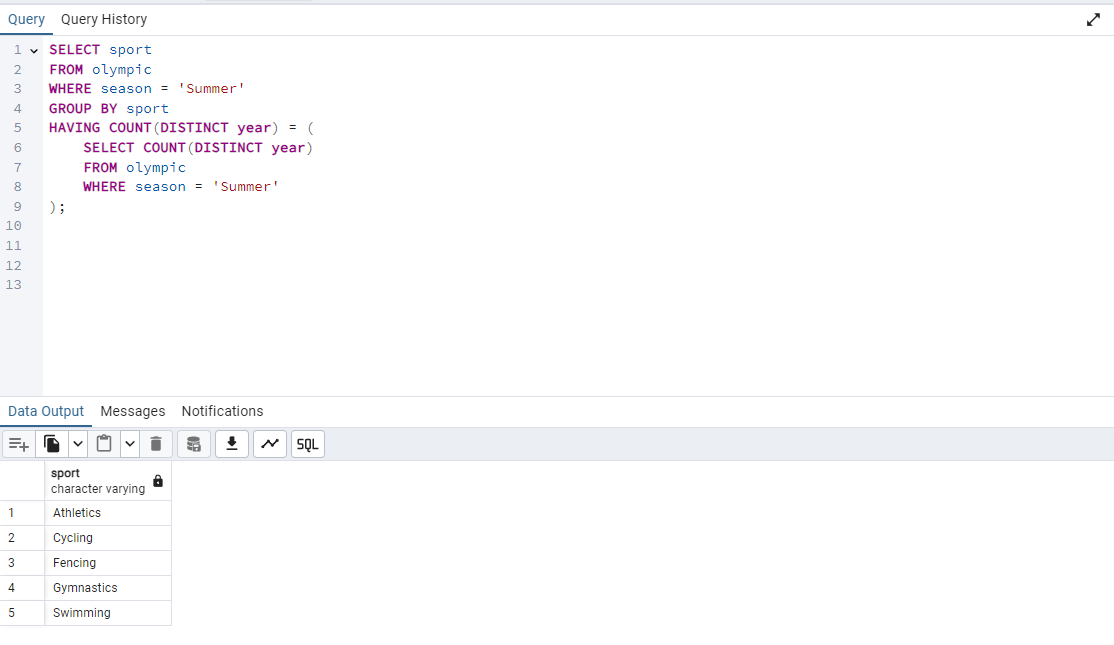 Query Query History
1 SELECT sport
2 FROM olympic
3 WHERE season = 'Summer'
4 GROUP BY sport
5 HAVING COUNT(DISTINCT year) = (
6 SELECT COUNT(DISTINCT year)
7 FROM olympic
8 WHERE season = 'Summer'
9 );
10
11
12
13
Data Output Messages Notifications
SQL
sport
character varying
1 Athletics
2 Cycling
3 Fencing
4 Gymnastics
5 Swimming